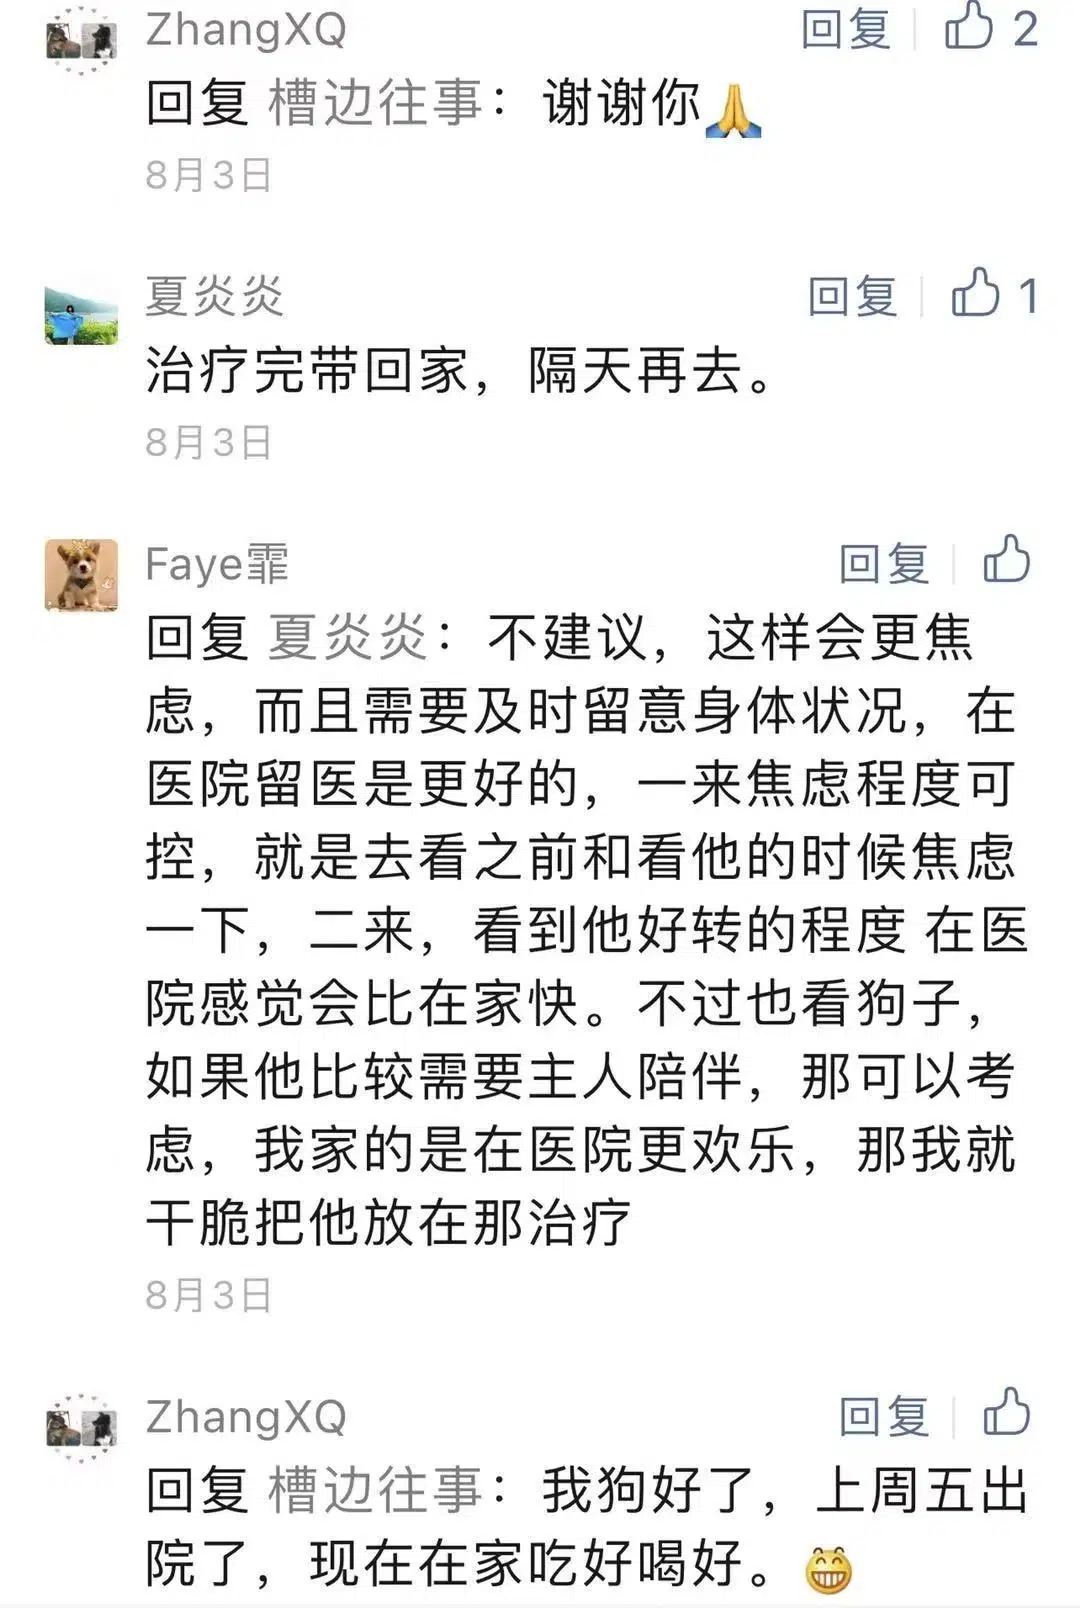 ZhangXQ 回复 2
回复 槽边往事：谢谢你🙏
8月3日
夏炎炎 回复 1
治疗完带回家，隔天再去。
8月3日
Faye霏 回复
回复 夏炎炎：不建议，这样会更焦
虑，而且需要及时留意身体状况，在
医院留医是更好的，一来焦虑程度可
控，就是去看之前和看他的时候焦虑
一下，二来，看到他好转的程度 在医
院感觉会比在家快。不过也看狗子，
如果他比较需要主人陪伴，那可以考
虑，我家的是在医院更欢乐，那我就
干脆把他放在那治疗
8月3日
ZhangXQ 回复
回复 槽边往事：我狗好了，上周五出
院了，现在在家吃好喝好。😁